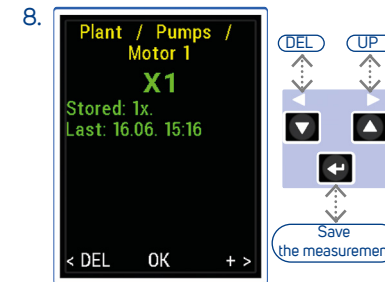 8.
Plant / Pumps /
Motor 1
X1
Stored: 1x.
Last: 16.06. 15:16
< DEL OK + >
DEL UP
Save
the measurement